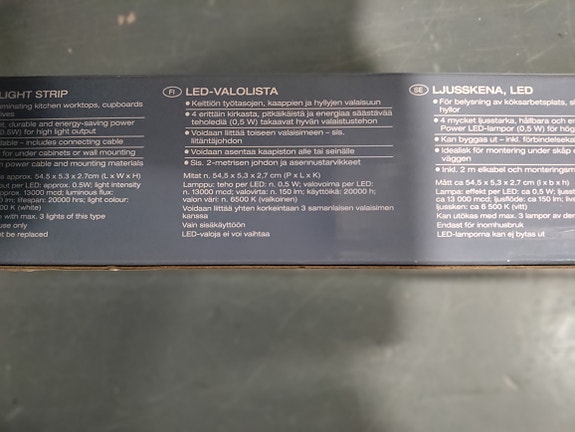 LIGHT STRIP
minating kitchen worktops, cupboards
lves
durable and energy-saving power
0.5W) for high light output
dable – includes connecting cable
for under cabinets or wall mounting
m power cable and mounting materials
approx. 54.5 x 5.3 x 2.7cm (L x W x H)
put per LED: approx. 0.5W; light intensity
approx. 13000 mcd; luminous flux:
0 lm; lifespan: 20000 hrs; light colour:
500 K (white)
e with max. 3 lights of this type
use only
ot be replaced
FI LED-VALOLISTA
• Keittiön työtasojen, kaappien ja hyllyjen valaisuun
• 4 erittäin kirkasta, pitkäikäistä ja energiaa säästävää
tehoilediä (0,5 W) takaavat hyvän valaistustehon
• Voidaan liittää toiseen valaisimeen – sis.
liitäntäjohdon
• Voidaan asentaa kaapiston alle tai seinälle
• Sis. 2-metrisen johdon ja asennustarvikkeet
Mitat n. 54,5 x 5,3 x 2,7 cm (P x L x K)
Lamppu: teho per LED: n. 0,5 W; valovoima per LED:
n. 13000 mcd; valovirta: n. 150 lm; käyttöikä: 20000 h;
valon väri: n. 6500 K (valkoinen)
Voidaan liittää yhteen korkeintaan 3 samanlaisen valaisimen
kanssa
Vain sisäkäyttöön
LED-valoja ei voi vaihtaa
SE LJUSSKENA, LED
• För belysning av köksarbetsplats, s
hyllor
• 4 mycket ljusstarka, hållbara och en
Power LED-lampor (0,5 W) för hög
• Kan byggas ut – inkl. förbindelseka
• Idealisk för montering under skåp
väggen
• Inkl. 2 m elkabel och monteringsm
Mått ca 54,5 x 5,3 x 2,7 cm (l x b x h)
Lampa: effekt per LED: ca 0,5 W; ljusst
ca 13 000 mcd; ljusflöde: ca 150 lm; liv
ljussken: ca 6 500 K (vitt)
Kan utökas med max. 3 lampor av den
Endast för inomhusbruk
LED-lamporna kan ej bytas ut